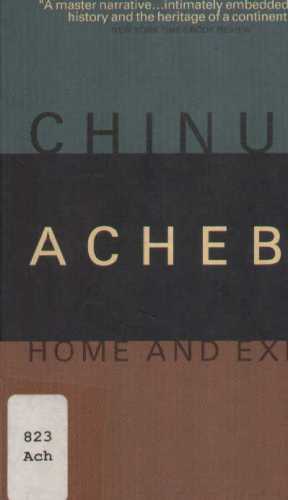 "A master narrative...intimately embedded
history and the heritage of a continent
NEW YORK TIMES BOOK REVIEW
CHINU
ACHEB
HOME AND EX
823
Ach